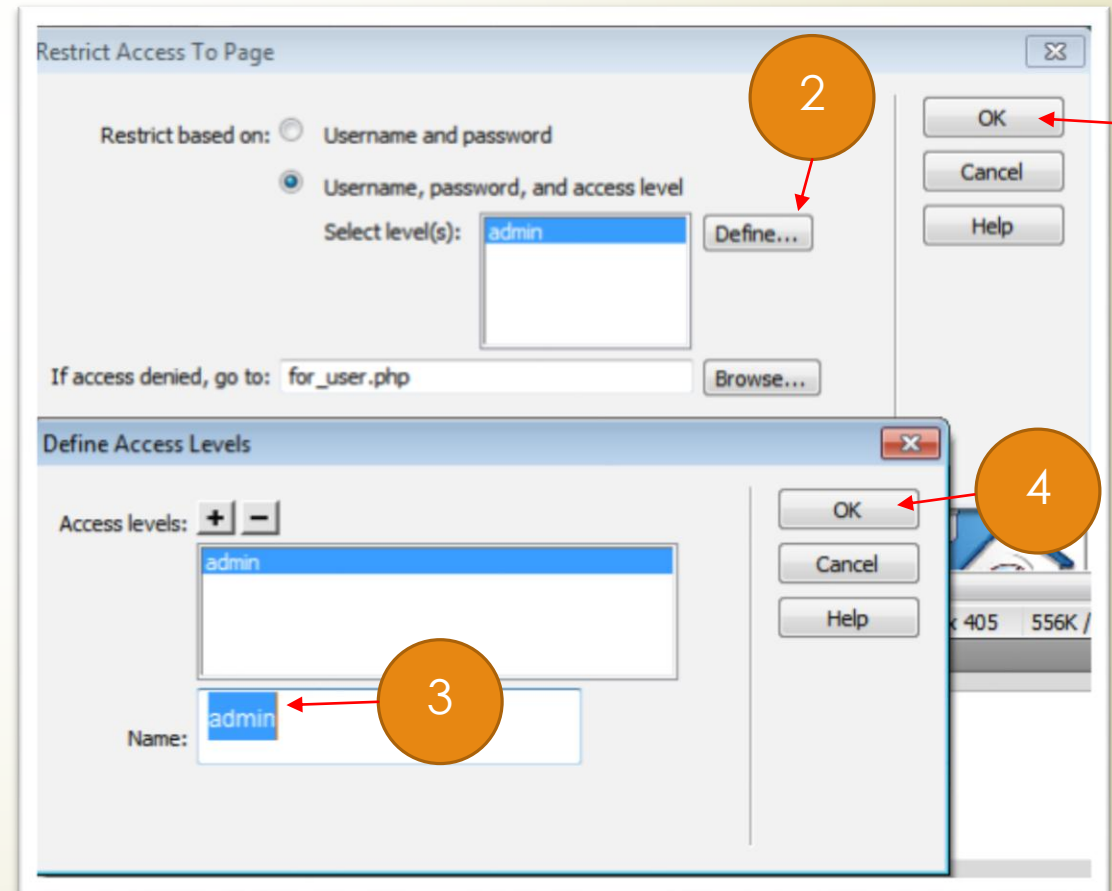 Restrict Access To Page
2
Restrict based on: Username and password
OK
Username, password, and access level
Cancel
Select level(s): admin Define...
Help
If access denied, go to: for_user.php Browse...
Define Access Levels
4
Access levels: + −
OK
admin
Cancel
Help
405 556K /
3
Name: admin